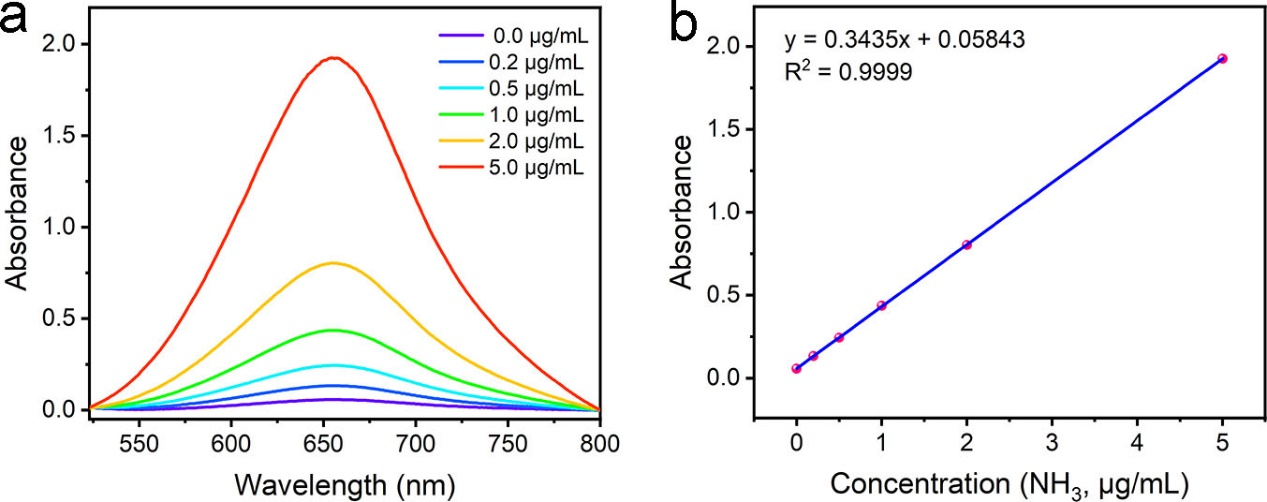 a
Absorbance
2.0
1.5
1.0
0.5
0.0
0.0 µg/mL
0.2 µg/mL
0.5 µg/mL
1.0 µg/mL
2.0 µg/mL
5.0 µg/mL
550 600 650 700 750 800
Wavelength (nm)
b
Absorbance
2.0
1.5
1.0
0.5
0.0
y = 0.3435x + 0.05843
R² = 0.9999
0 1 2 3 4 5
Concentration (NH₃, µg/mL)